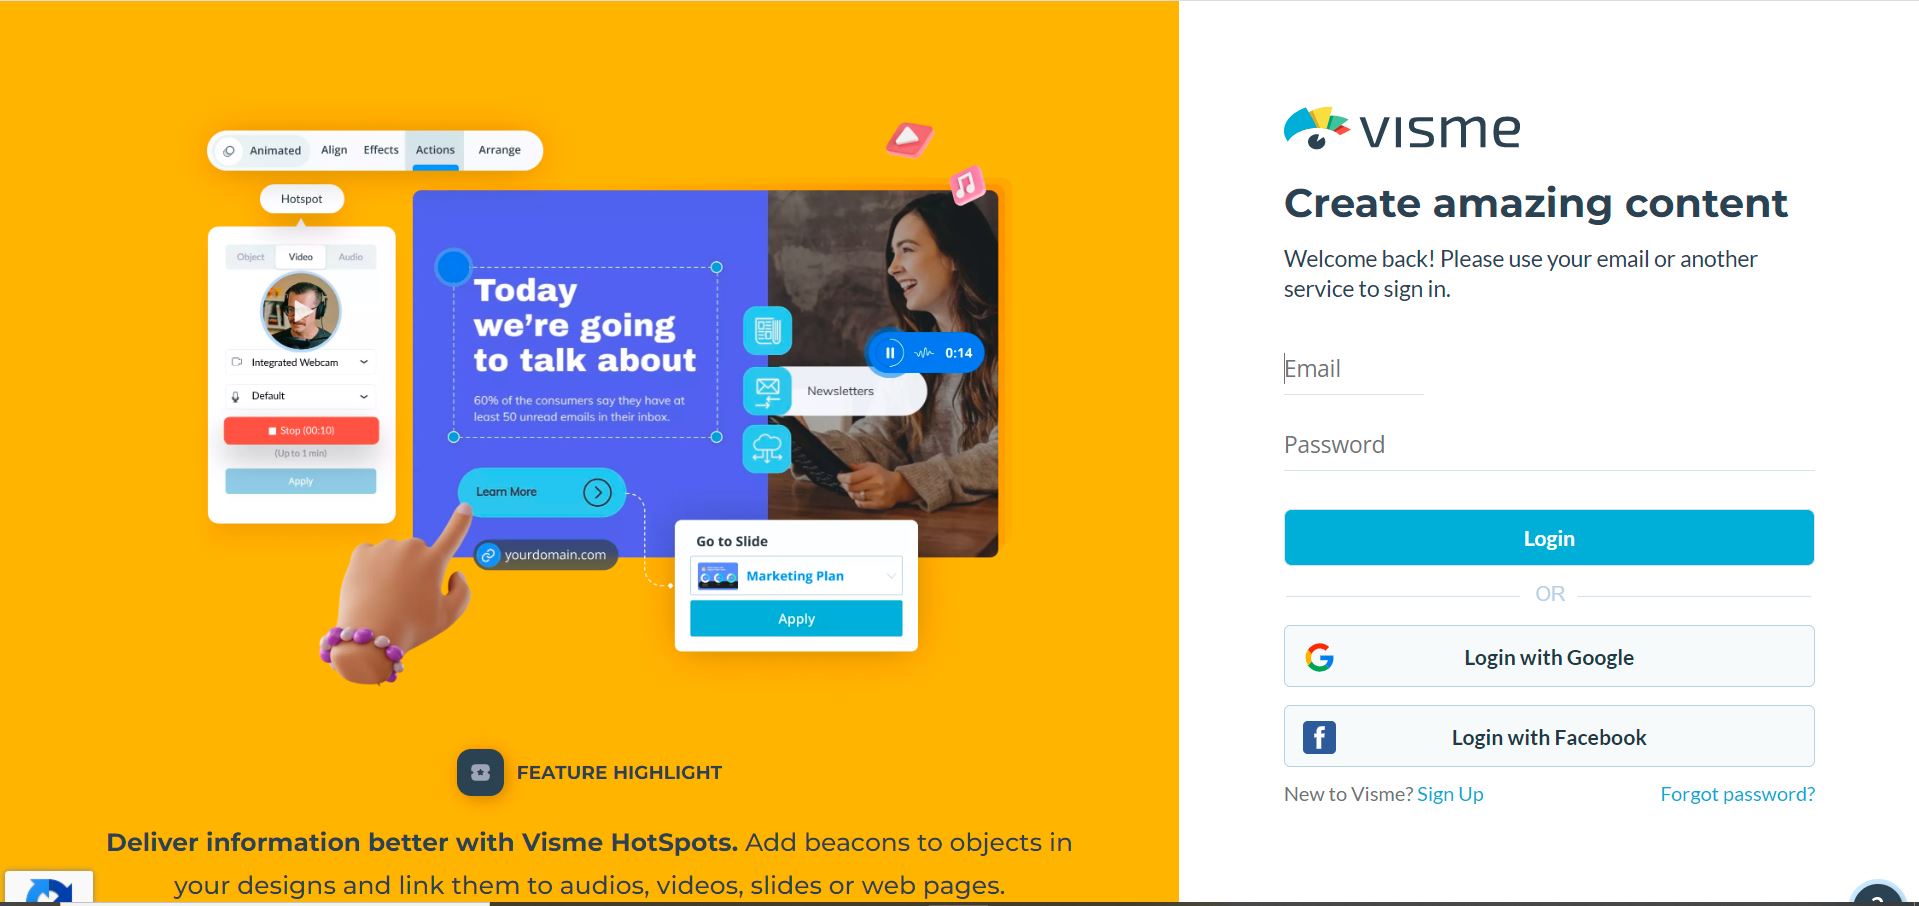 Animated Align Effects Actions Arrange
Hotspot
Object Video Audio
Integrated Webcam
Default
Stop (00:10)
(Up to 1 min)
Apply
Today
we’re going
to talk about
60% of the consumers say they have at
least 50 unread emails in their inbox.
Learn More
yourdomain.com
0:14
Newsletters
Go to Slide
Marketing Plan
Apply
FEATURE HIGHLIGHT
Deliver information better with Visme HotSpots. Add beacons to objects in
your designs and link them to audios, videos, slides or web pages.
visme
Create amazing content
Welcome back! Please use your email or another
service to sign in.
Email
Password
Login
OR
Login with Google
Login with Facebook
New to Visme? Sign Up Forgot password?
?